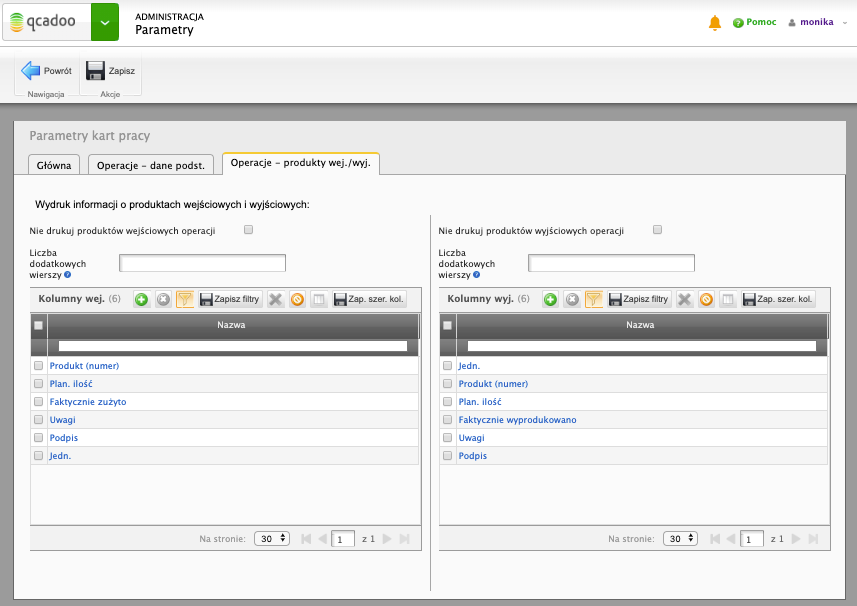 qcadoo
ADMINISTRACJA
Parametry
Pomoc
monika
Powrót
Zapisz
Nawigacja
Akcje
Parametry kart pracy
Główna
Operacje – dane podst.
Operacje – produkty wej./wyj.
Wydruk informacji o produktach wejściowych i wyjściowych:
Nie drukuj produktów wejściowych operacji
Liczba
dodatkowych
wierszy
Kolumny wej. (6)
Zapisz filtry
Zap. szer. kol.
Nazwa
Produkt (numer)
Plan. ilość
Faktycznie zużyto
Uwagi
Podpis
Jedn.
Na stronie: 30 1 z 1
Nie drukuj produktów wyjściowych operacji
Liczba
dodatkowych
wierszy
Kolumny wyj. (6)
Zapisz filtry
Zap. szer. kol.
Nazwa
Jedn.
Produkt (numer)
Plan. ilość
Faktycznie wyprodukowano
Uwagi
Podpis
Na stronie: 30 1 z 1